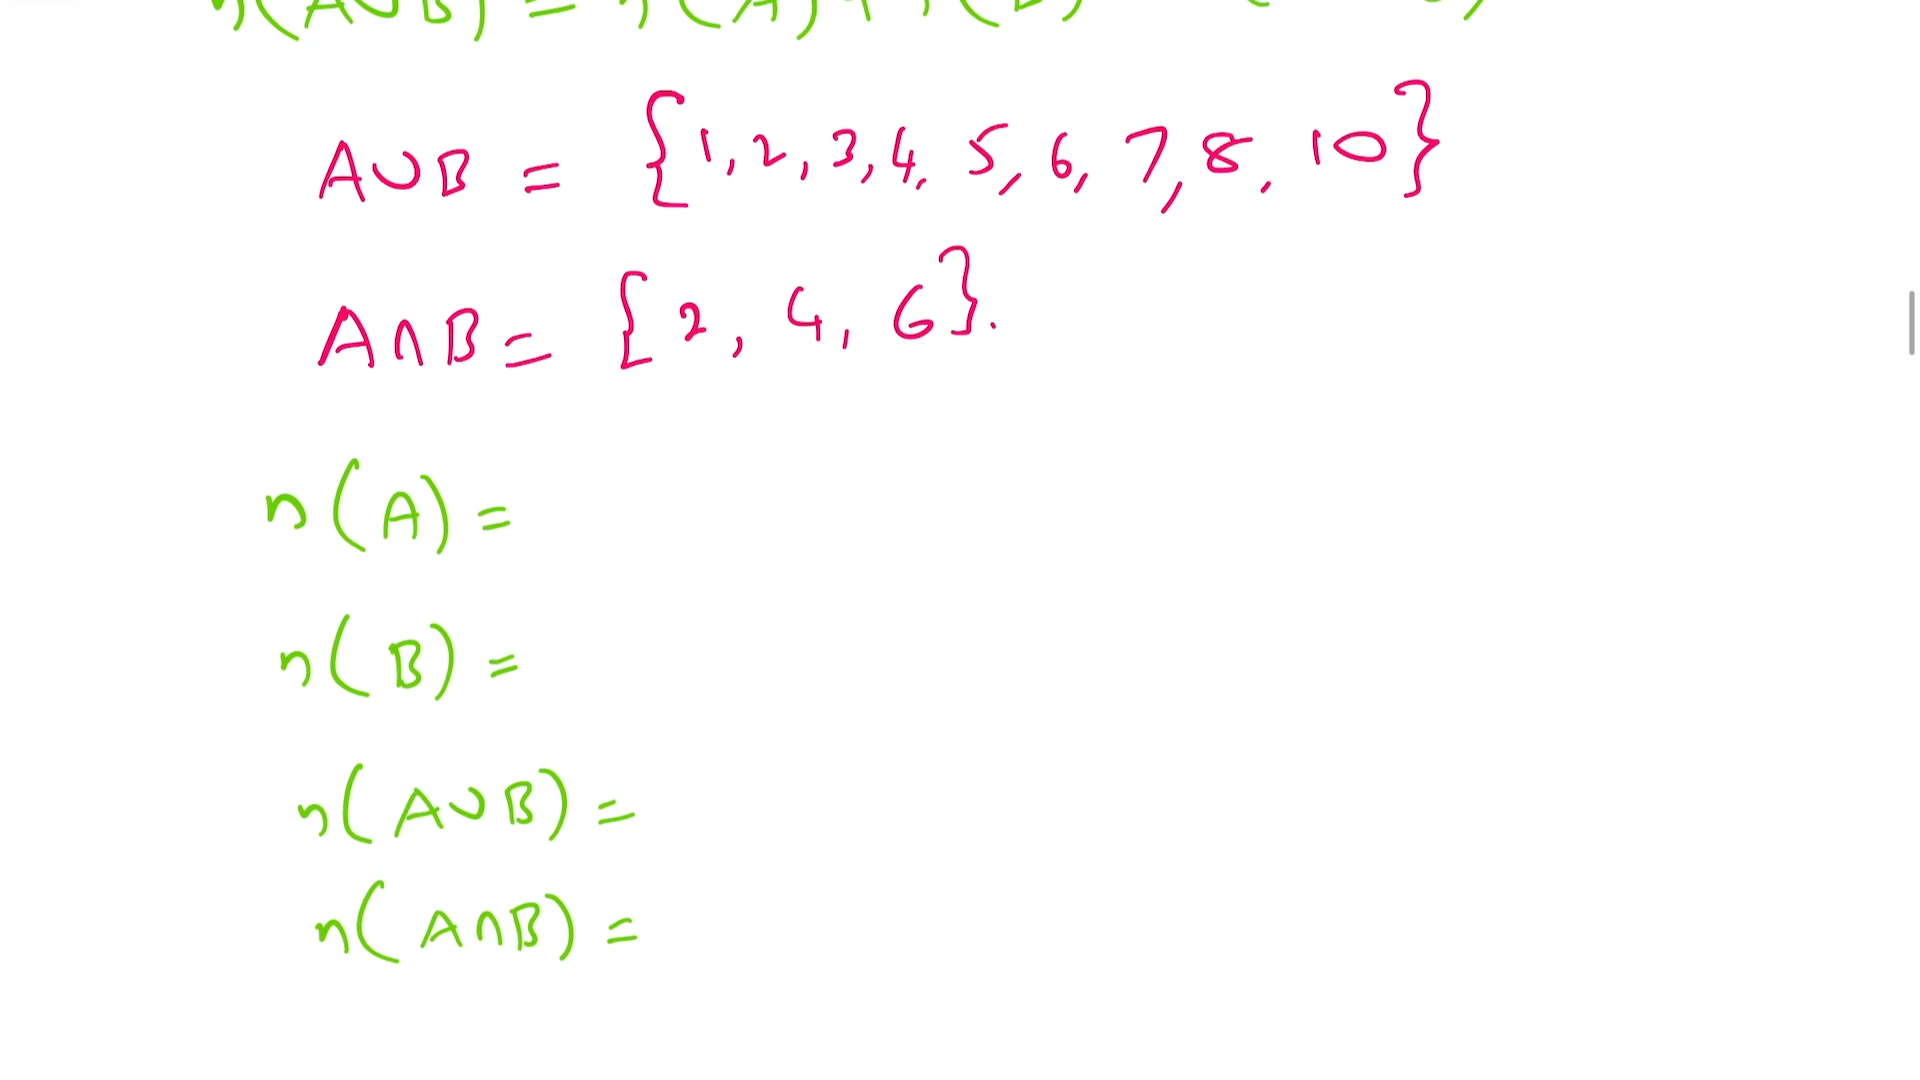 n(A∪B) = n(A) + n(B)
A∪B = {1, 2, 3, 4, 5, 6, 7, 8, 10}
A∩B = {2, 4, 6}.
n(A) =
n(B) =
n(A∪B) =
n(A∩B) =